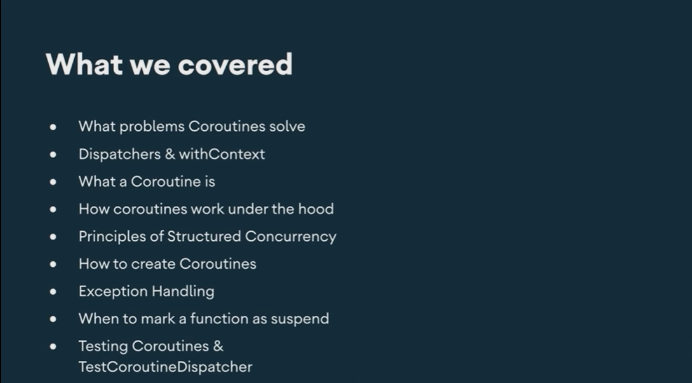 What we covered
• What problems Coroutines solve
• Dispatchers & withContext
• What a Coroutine is
• How coroutines work under the hood
• Principles of Structured Concurrency
• How to create Coroutines
• Exception Handling
• When to mark a function as suspend
• Testing Coroutines &
TestCoroutineDispatcher